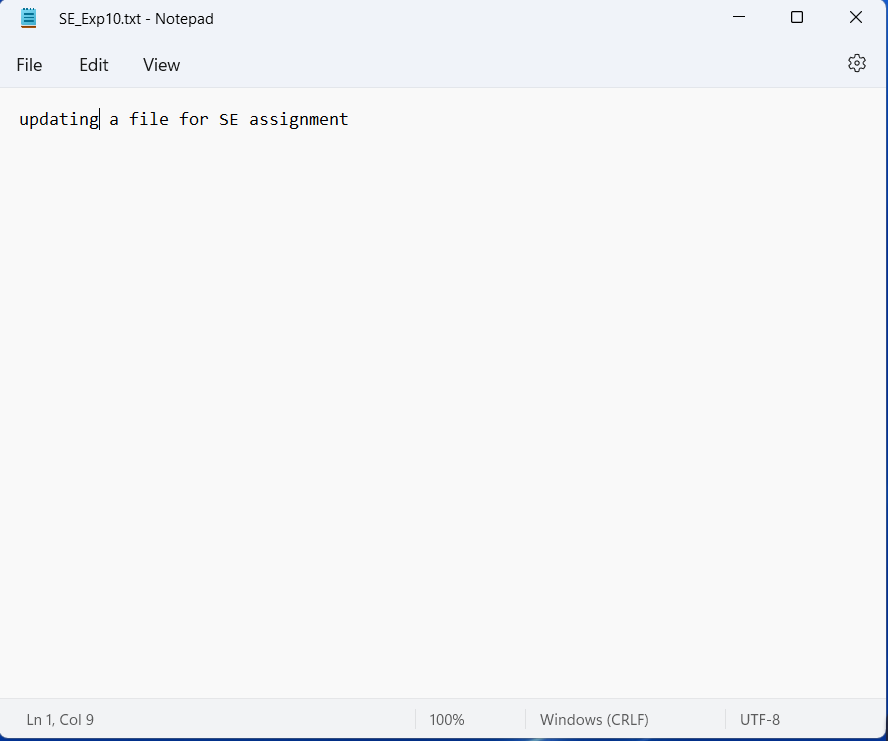 SE_Exp10.txt - Notepad
File Edit View
updating a file for SE assignment
Ln 1, Col 9 100% Windows (CRLF) UTF-8